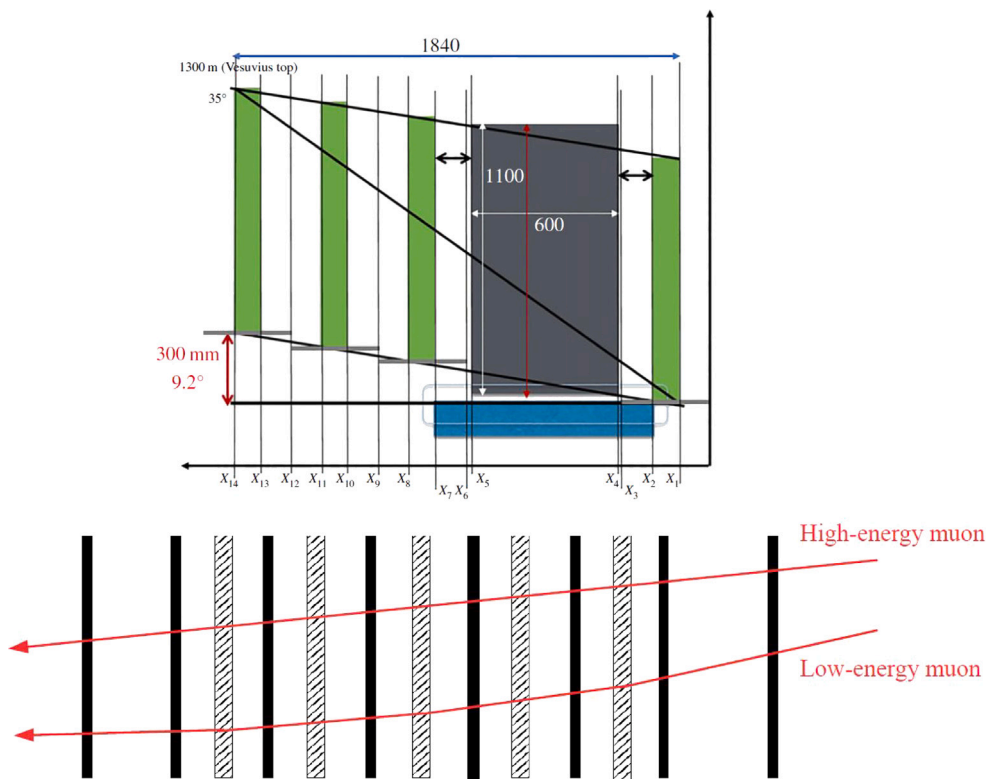 1840
1300 m (Vesuvius top)
35°
1100
600
300 mm
9.2°
X14 X13 X12 X11 X10 X9 X8 X7 X6 X5 X4 X3 X2 X1
High-energy muon
Low-energy muon